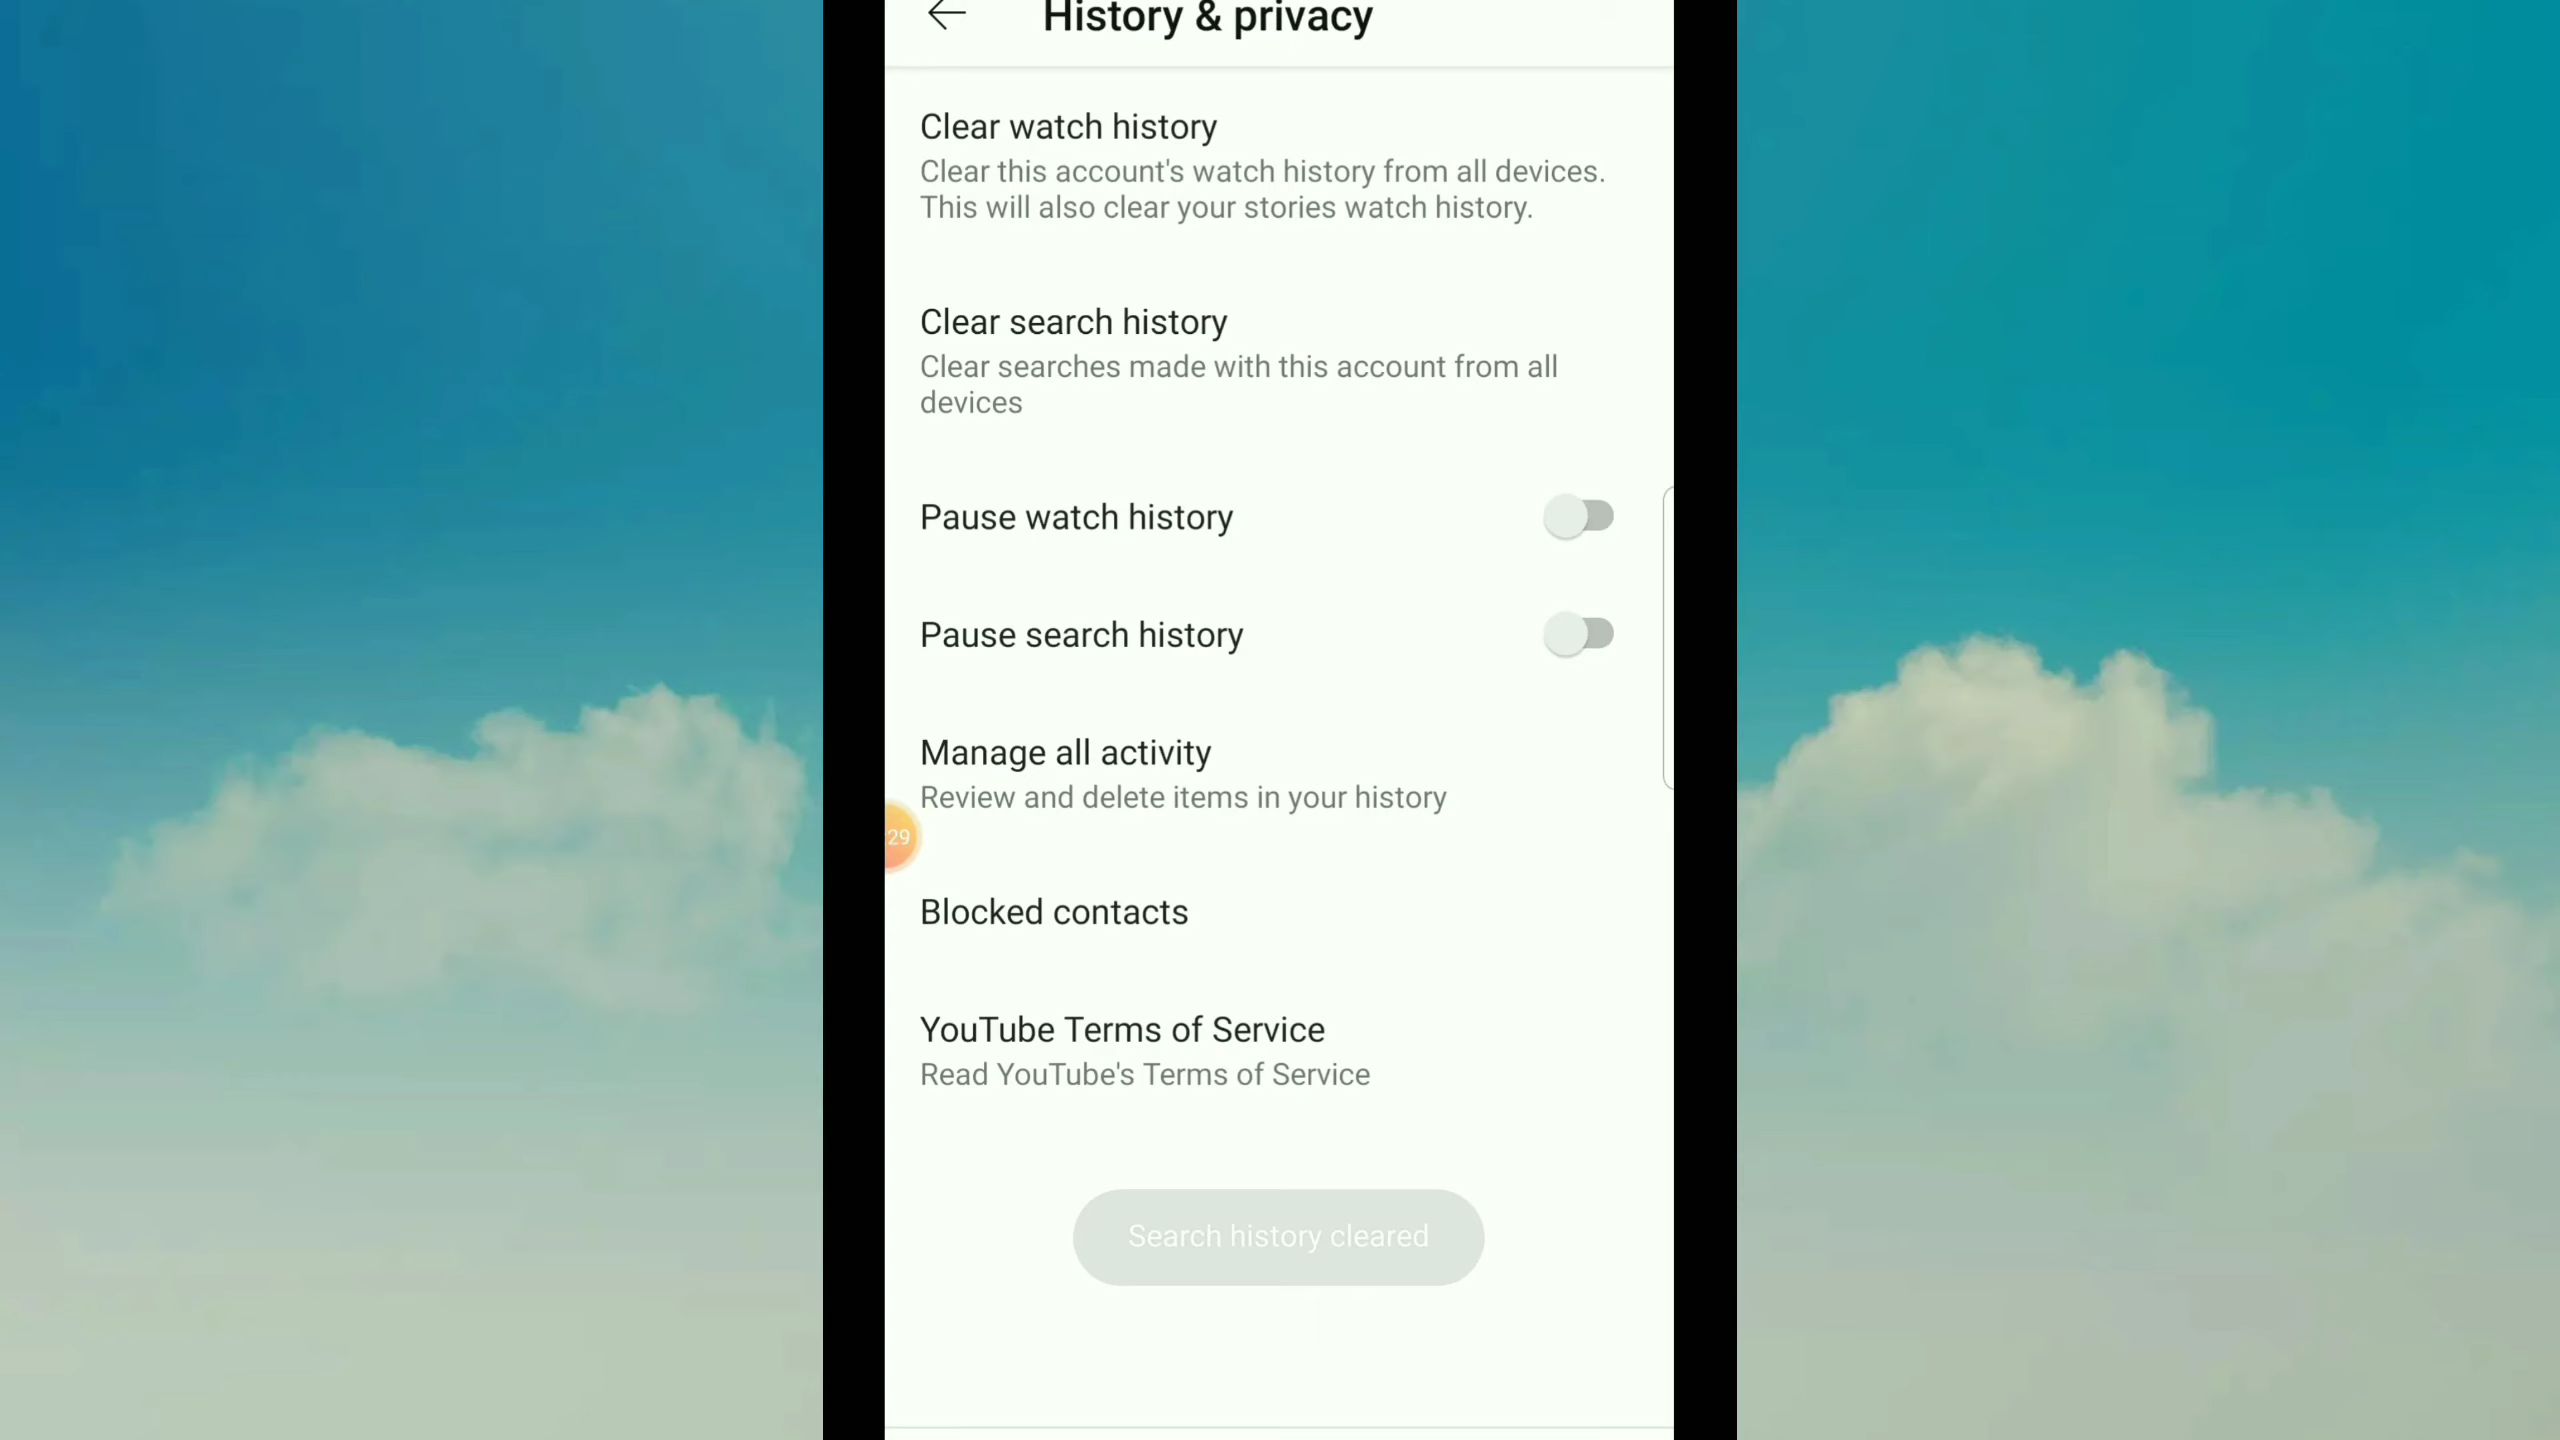 History & privacy
Clear watch history
Clear this account's watch history from all devices.
This will also clear your stories watch history.
Clear search history
Clear searches made with this account from all
devices
Pause watch history
Pause search history
Manage all activity
Review and delete items in your history
29
Blocked contacts
YouTube Terms of Service
Read YouTube's Terms of Service
Search history cleared